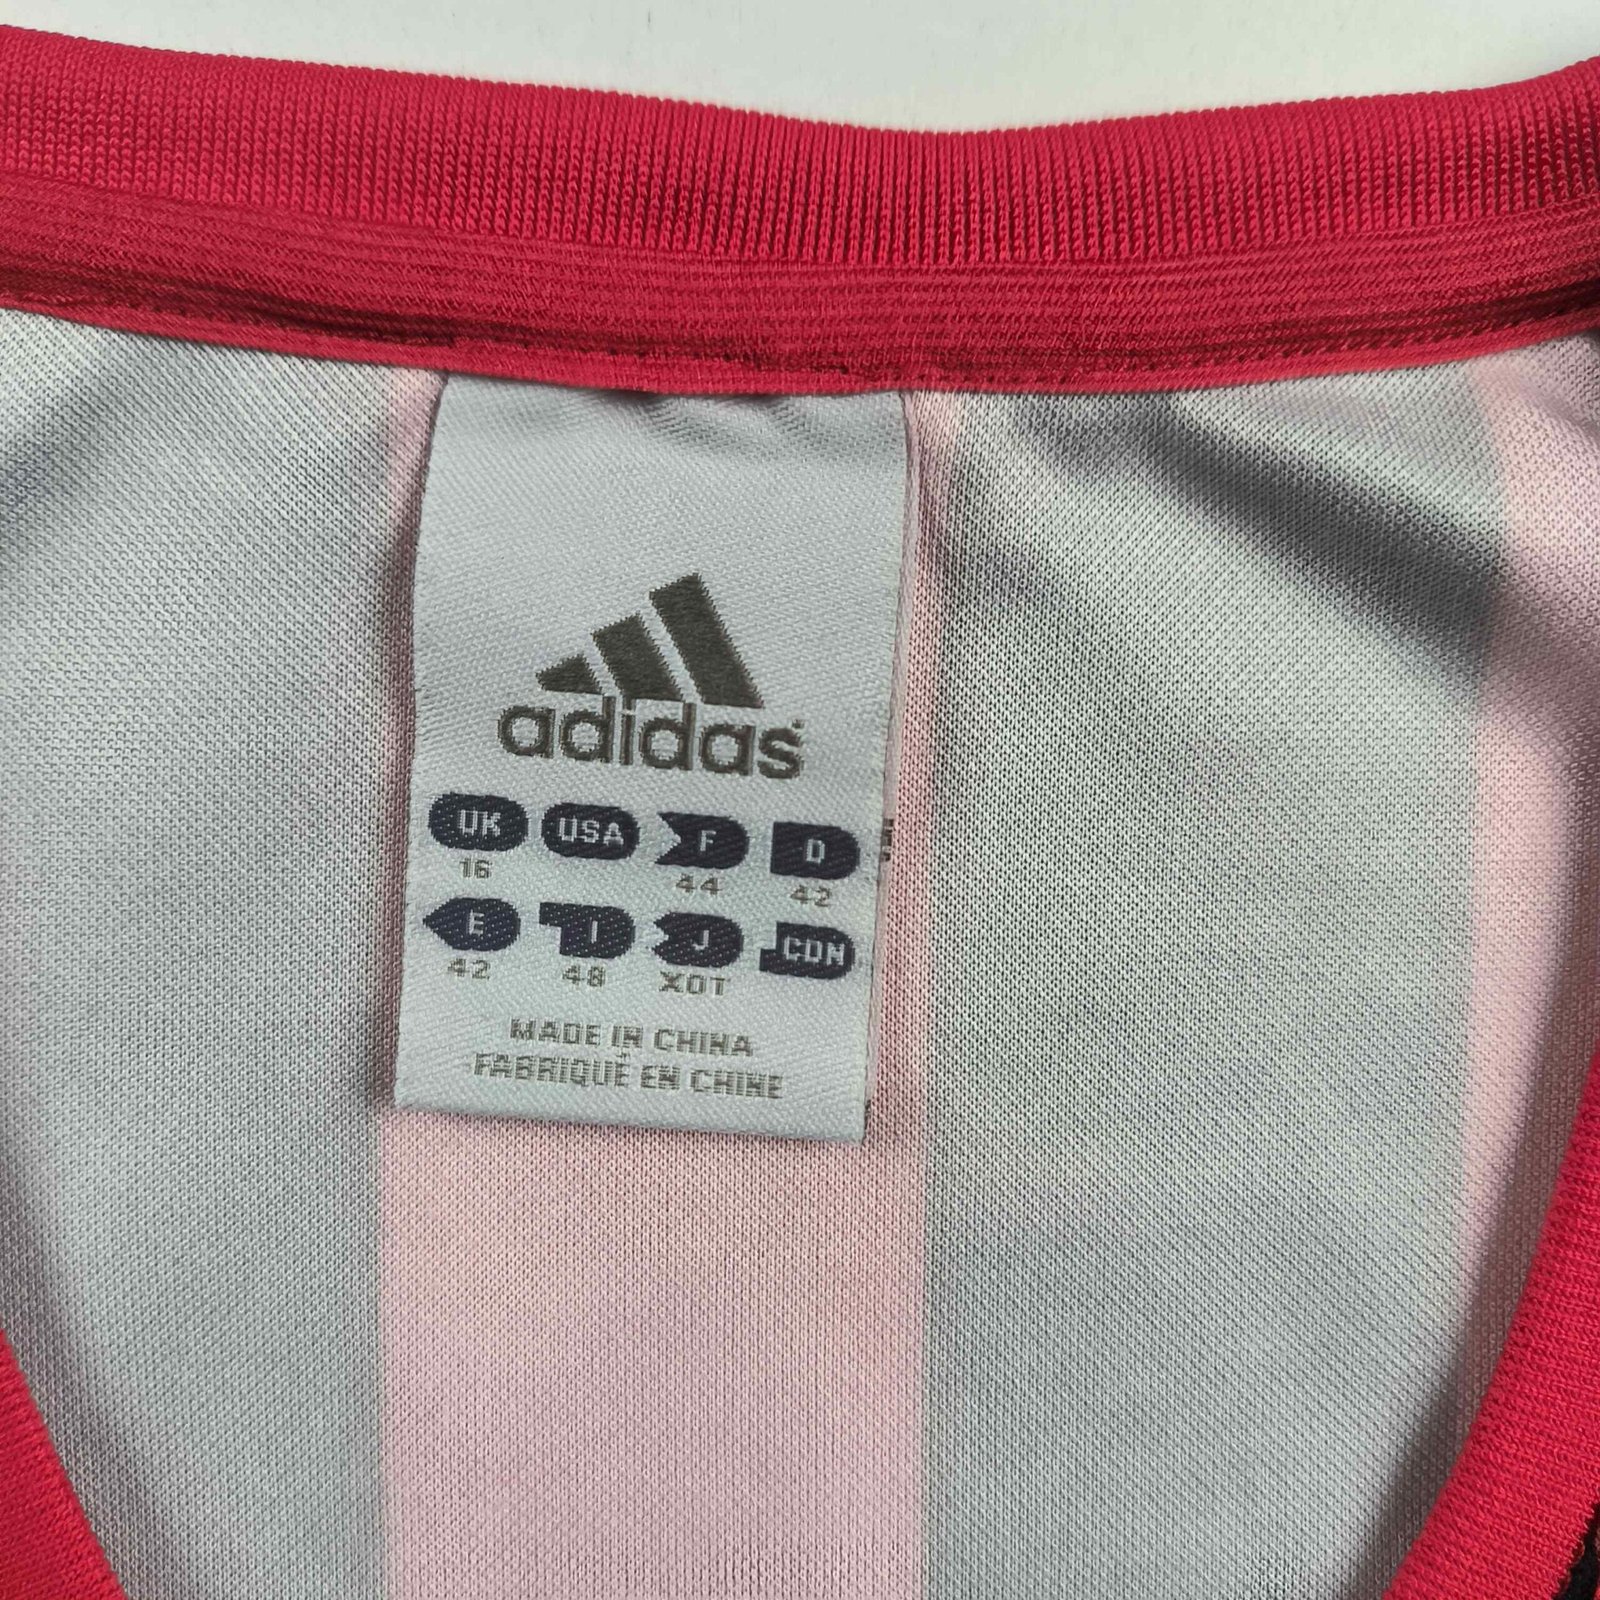 adidas
UK USA F D
16 44 42
E I J CDN
42 48 XOT
MADE IN CHINA
FABRIQUÉ EN CHINE